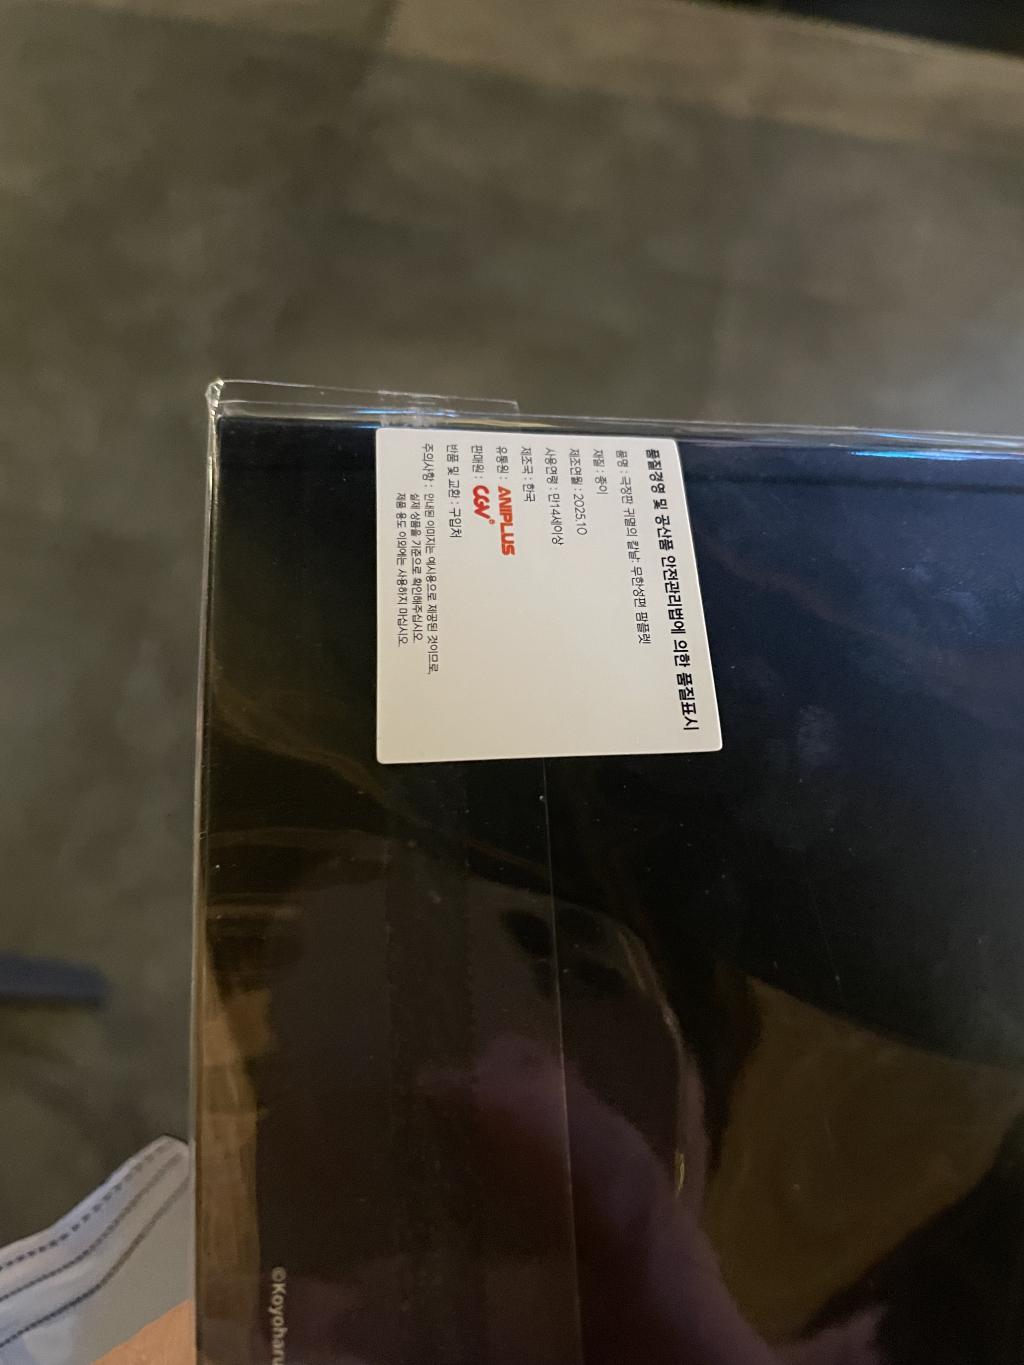 품질경영 및 공산품 안전관리법에 의한 품질표시
품명 : 극장판 귀멸의 칼날: 무한성편 팜플렛
재질 : 종이
제조연월 : 2025.10
사용연령 : 만14세이상
제조국 : 한국
유통원 : ANIPLUS
판매원 : CGV
반품 및 교환 : 구입처
주의사항 : 안내된 이미지는 예시용으로 제공된 것이므로,
실제 상품을 기준으로 확인해주십시오.
제품 용도 이외에는 사용하지 마십시오.
©Koyoharu